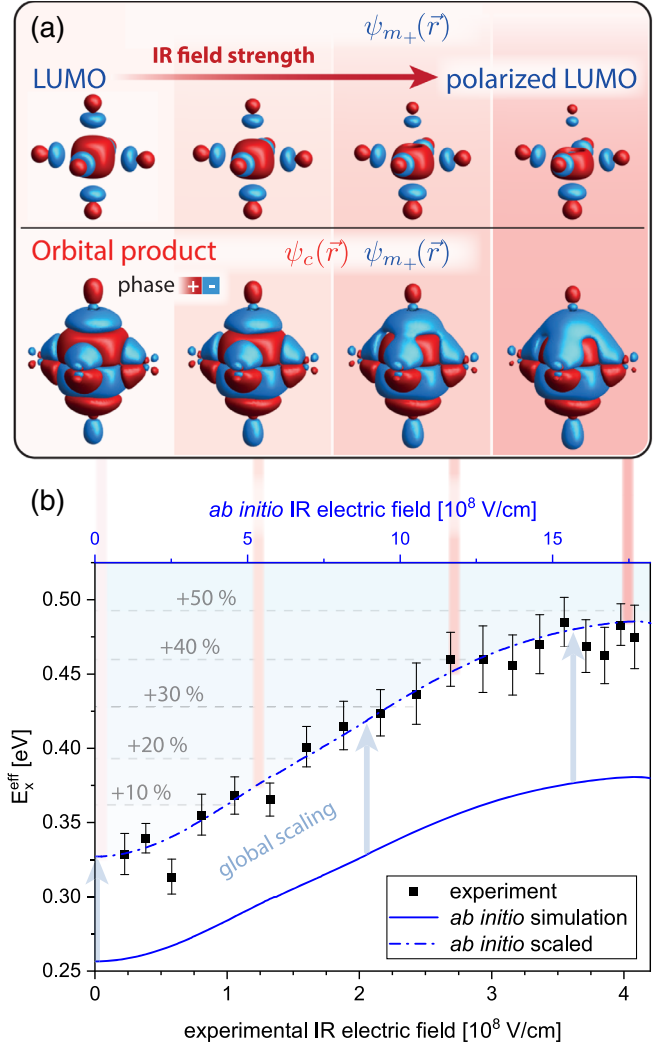 (a)
ψm+(r⃗)
IR field strength
LUMO
polarized LUMO
Orbital product
ψc(r⃗) ψm+(r⃗)
phase + -
(b)
ab initio IR electric field [10⁸ V/cm]
0 5 10 15
0.50
0.45
0.40
0.35
0.30
0.25
E_x^eff [eV]
+50 %
+40 %
+30 %
+20 %
+10 %
global scaling
experiment
ab initio simulation
ab initio scaled
0 1 2 3 4
experimental IR electric field [10⁸ V/cm]